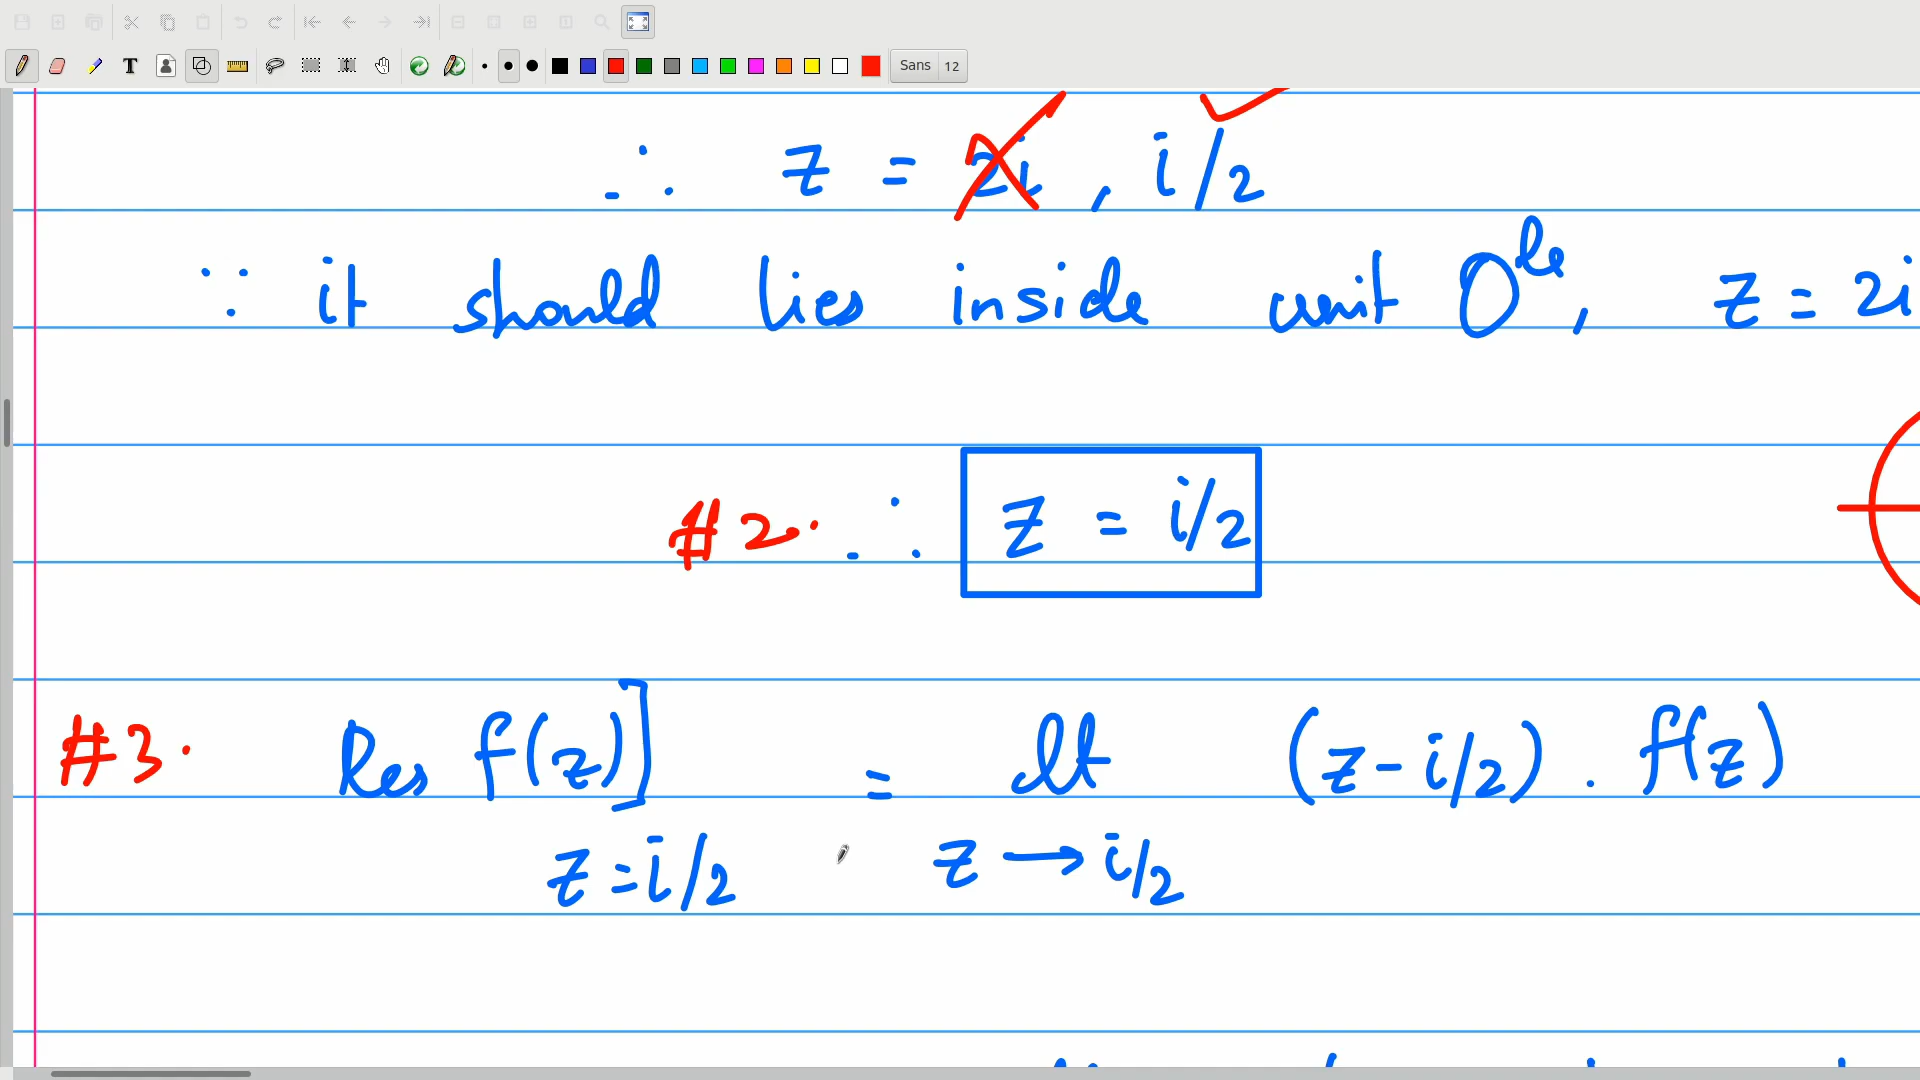 Sans 12
∴ z = 2i , i/2
∵ it should lies inside unit O^le, z = 2i
#2. ∴ z = i/2
#3. Res f(z)] = lt (z - i/2) . f(z)
z = i/2 z → i/2